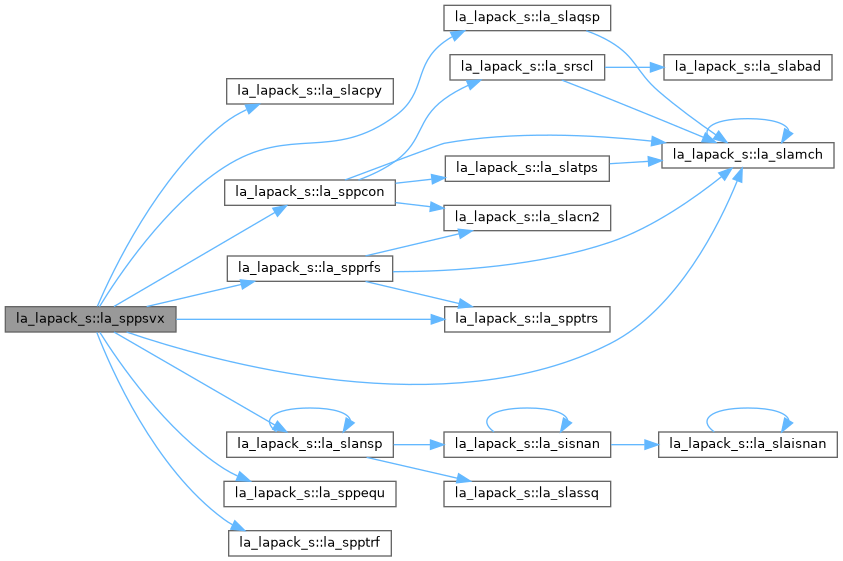 la_lapack_s::la_slaqsp
la_lapack_s::la_srscl
la_lapack_s::la_slabad
la_lapack_s::la_slacpy
la_lapack_s::la_slamch
la_lapack_s::la_slatps
la_lapack_s::la_sppcon
la_lapack_s::la_slacn2
la_lapack_s::la_spprfs
la_lapack_s::la_sppsvx
la_lapack_s::la_spptrs
la_lapack_s::la_slansp
la_lapack_s::la_sisnan
la_lapack_s::la_slaisnan
la_lapack_s::la_sppequ
la_lapack_s::la_slassq
la_lapack_s::la_spptrf